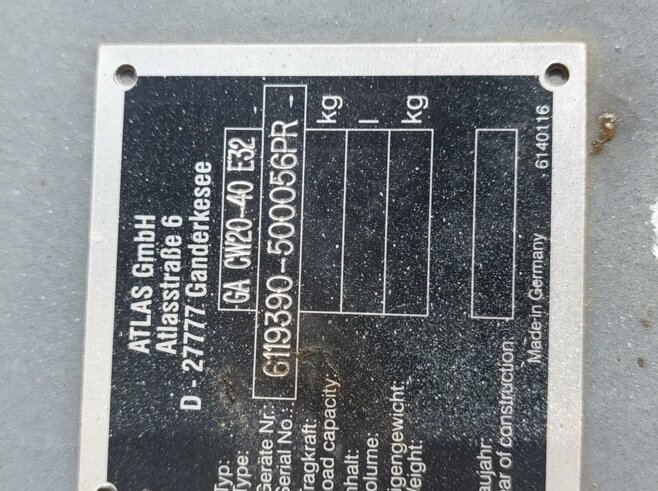 ATLAS GmbH
Atlasstraße 6
D - 27777 Ganderkesee
Typ:
Type: GA CW20-40 E32 -
Geräte Nr.: 6119390-500056PR -
Serial No.:
Tragkraft: kg
Load capacity:
Inhalt: l
Volume:
Eigengewicht: kg
Weight:
Baujahr:
Year of construction:
Made in Germany 6140116